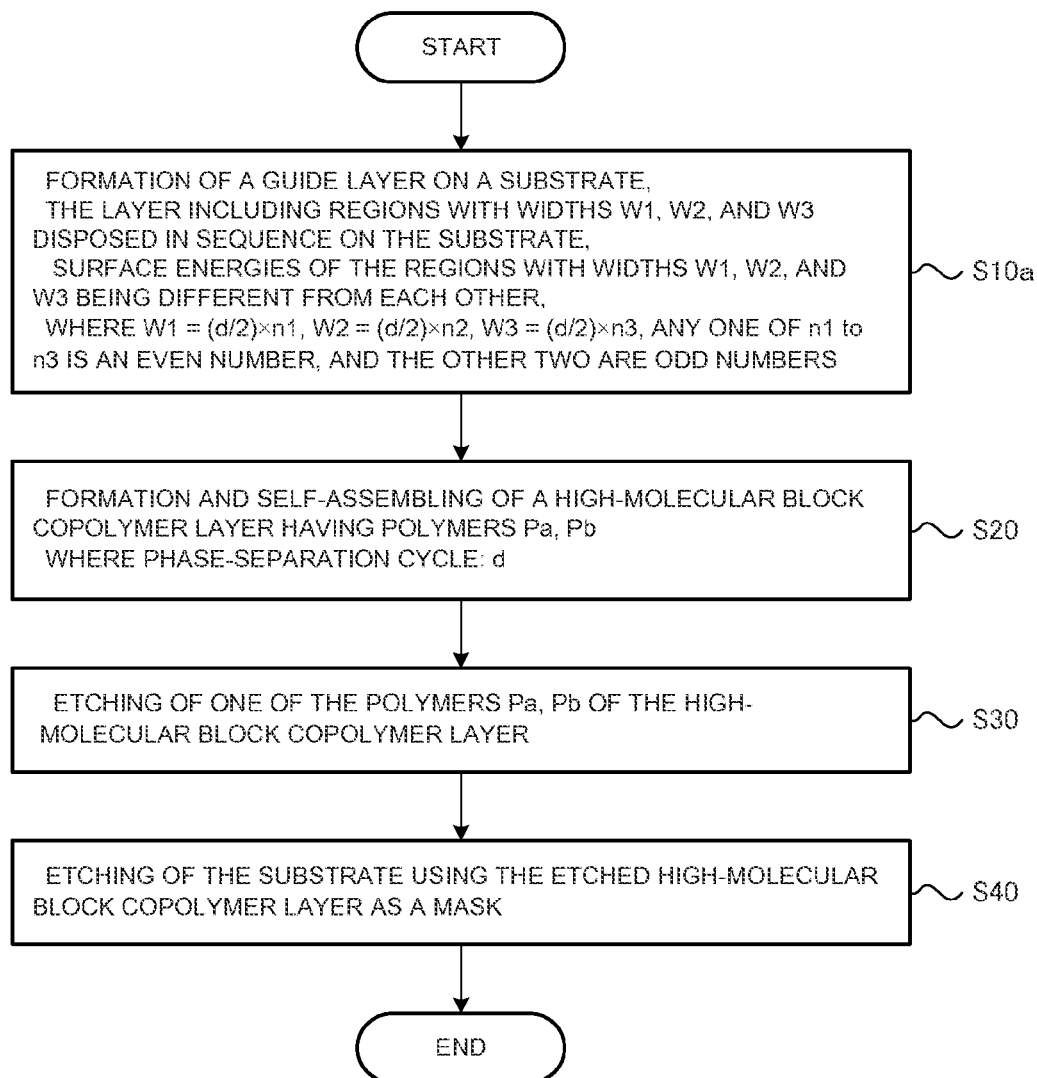 START
FORMATION OF A GUIDE LAYER ON A SUBSTRATE,
THE LAYER INCLUDING REGIONS WITH WIDTHS W1, W2, AND W3
DISPOSED IN SEQUENCE ON THE SUBSTRATE,
SURFACE ENERGIES OF THE REGIONS WITH WIDTHS W1, W2, AND
W3 BEING DIFFERENT FROM EACH OTHER,
WHERE W1 = (d/2)×n1, W2 = (d/2)×n2, W3 = (d/2)×n3, ANY ONE OF n1 to
n3 IS AN EVEN NUMBER, AND THE OTHER TWO ARE ODD NUMBERS
S10a
FORMATION AND SELF-ASSEMBLING OF A HIGH-MOLECULAR BLOCK
COPOLYMER LAYER HAVING POLYMERS Pa, Pb
WHERE PHASE-SEPARATION CYCLE: d
S20
ETCHING OF ONE OF THE POLYMERS Pa, Pb OF THE HIGH-
MOLECULAR BLOCK COPOLYMER LAYER
S30
ETCHING OF THE SUBSTRATE USING THE ETCHED HIGH-MOLECULAR
BLOCK COPOLYMER LAYER AS A MASK
S40
END